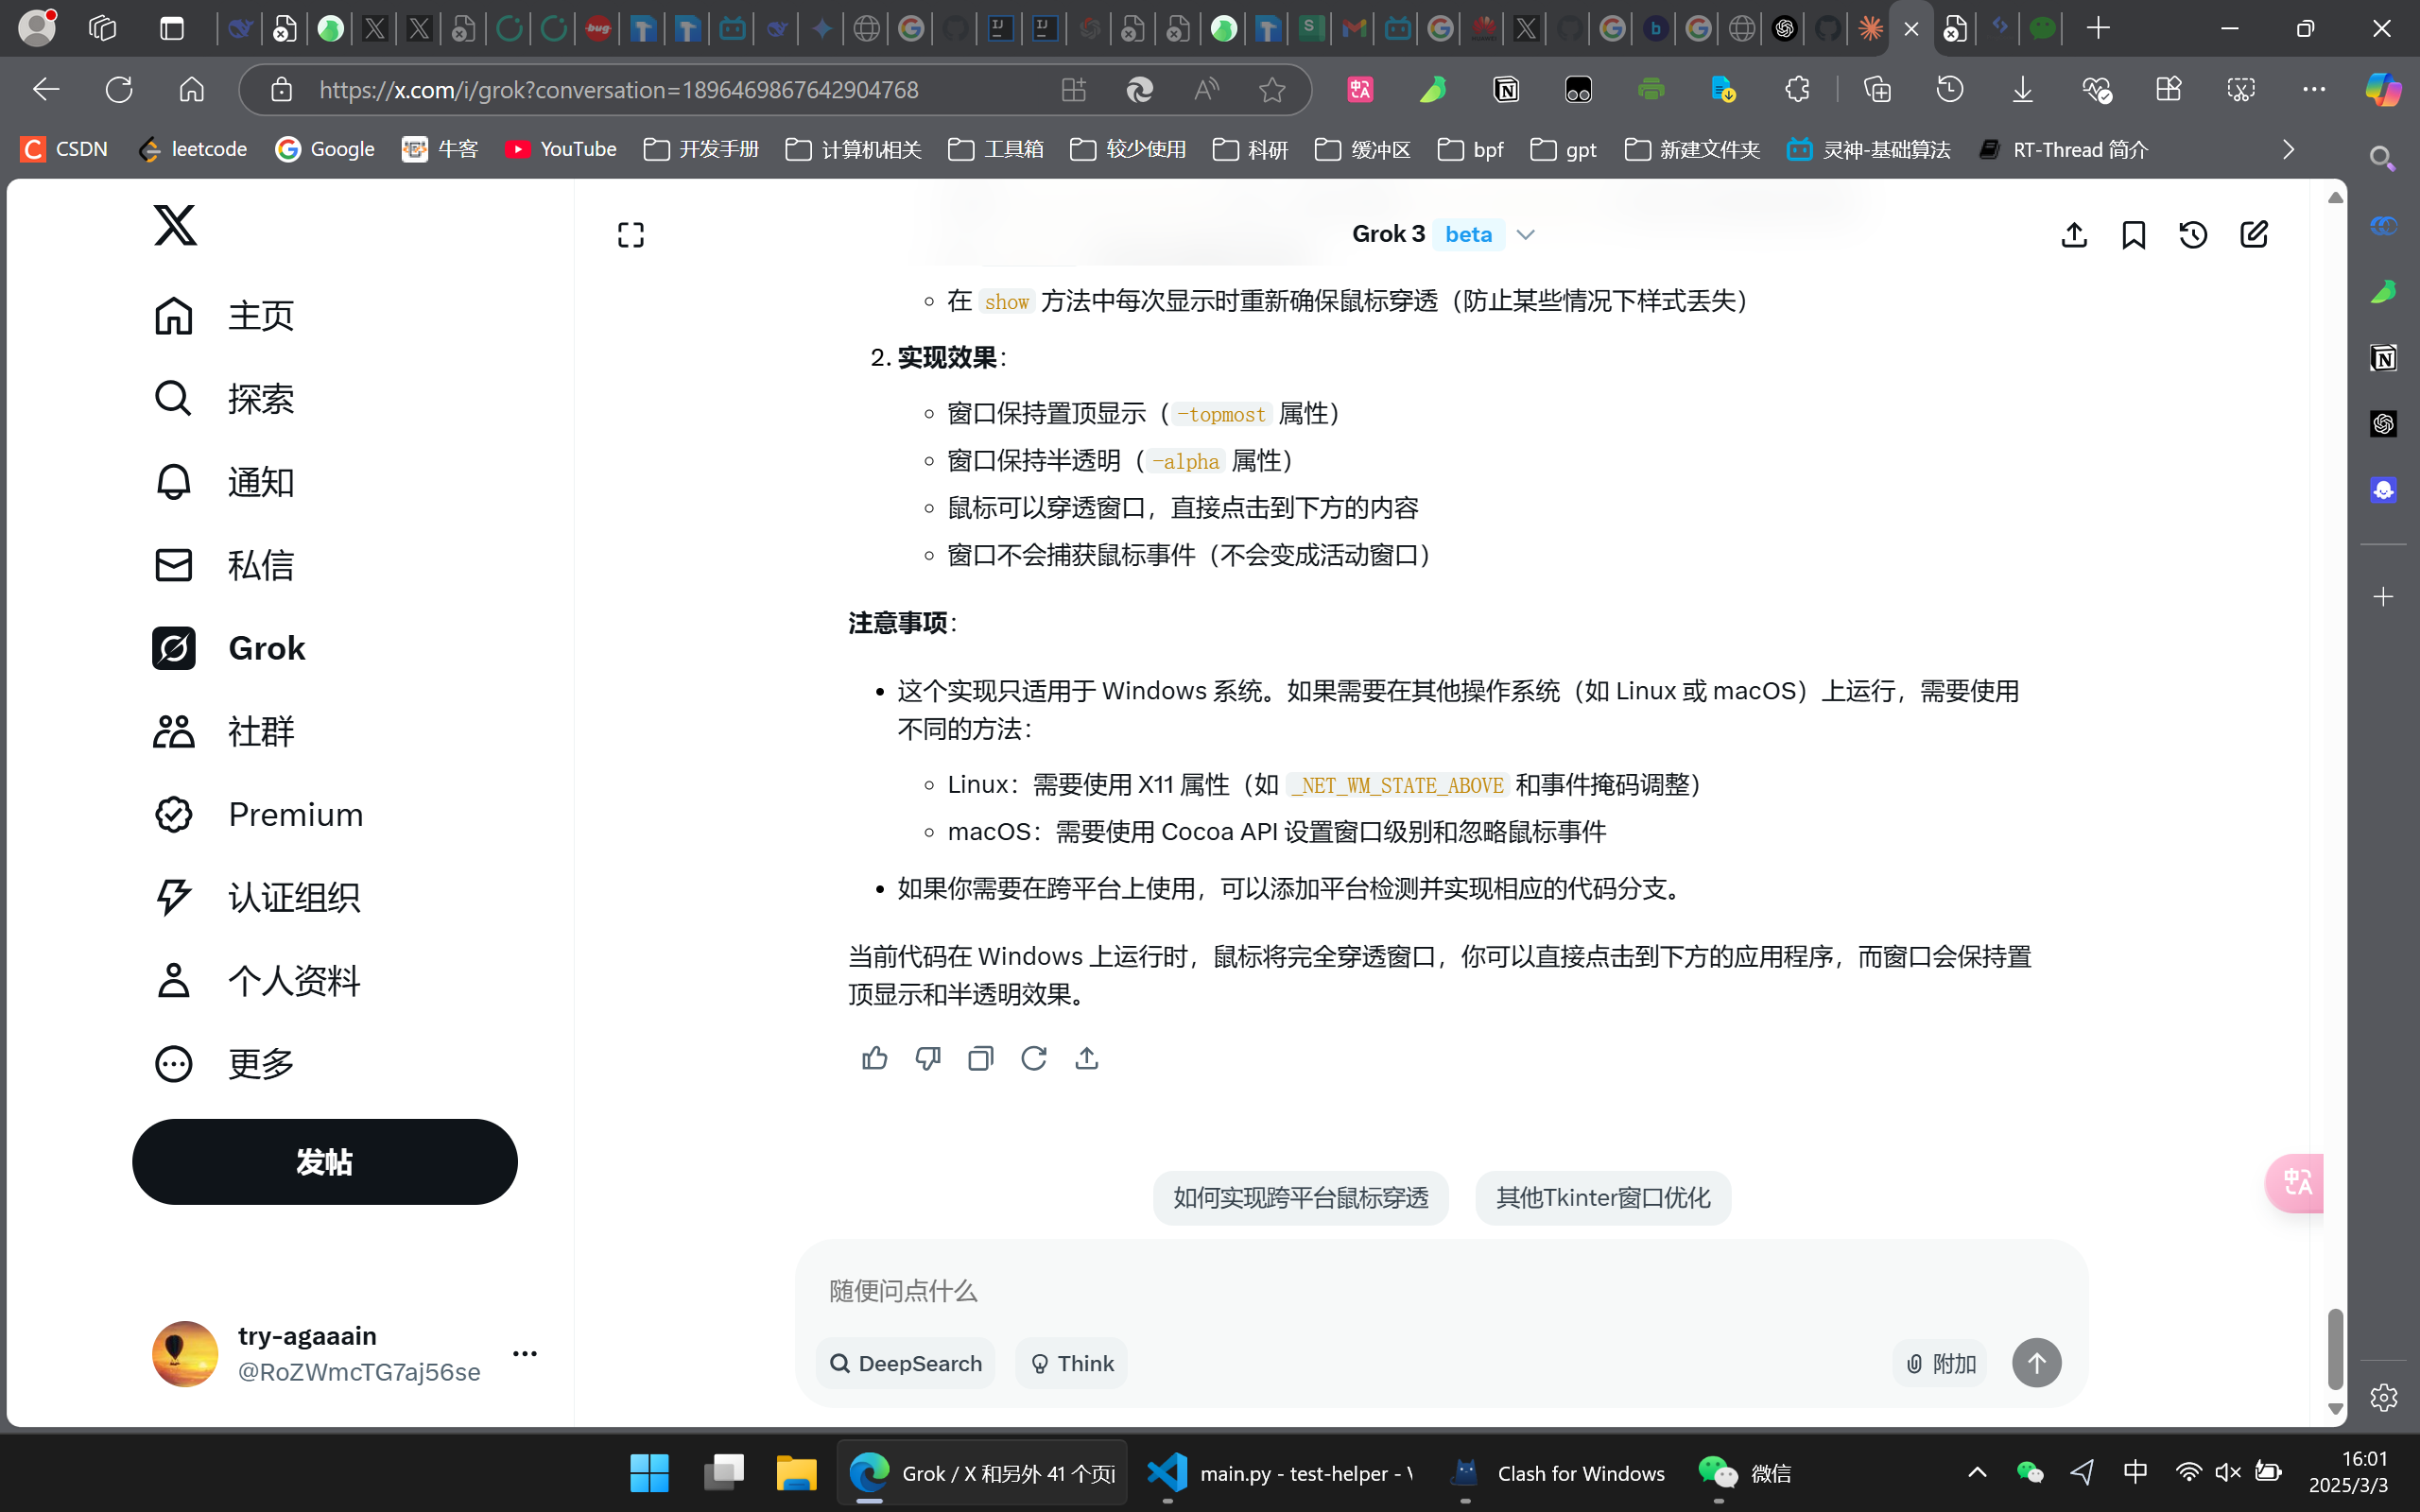 https://x.com/i/grok?conversation=1896469867642904768
CSDN
leetcode
Google
牛客
YouTube
开发手册
计算机相关
工具箱
较少使用
科研
缓冲区
bpf
gpt
新建文件夹
灵神-基础算法
RT-Thread 简介
主页
探索
通知
私信
Grok
社群
Premium
认证组织
个人资料
更多
发帖
try-agaaain
@RoZWmcTG7aj56se
Grok 3 beta
在 show 方法中每次显示时重新确保鼠标穿透（防止某些情况下样式丢失）
2. 实现效果：
窗口保持置顶显示（-topmost 属性）
窗口保持半透明（-alpha 属性）
鼠标可以穿透窗口，直接点击到下方的内容
窗口不会捕获鼠标事件（不会变成活动窗口）
注意事项：
这个实现只适用于 Windows 系统。如果需要在其他操作系统（如 Linux 或 macOS）上运行，需要使用
不同的方法：
Linux：需要使用 X11 属性（如 _NET_WM_STATE_ABOVE 和事件掩码调整）
macOS：需要使用 Cocoa API 设置窗口级别和忽略鼠标事件
如果你需要在跨平台上使用，可以添加平台检测并实现相应的代码分支。
当前代码在 Windows 上运行时，鼠标将完全穿透窗口，你可以直接点击到下方的应用程序，而窗口会保持置
顶显示和半透明效果。
如何实现跨平台鼠标穿透
其他Tkinter窗口优化
随便问点什么
DeepSearch
Think
附加
Grok / X 和另外 41 个页
main.py - test-helper -
Clash for Windows
微信
中
16:01
2025/3/3